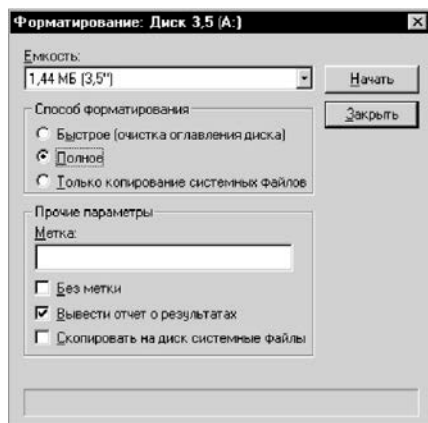 Форматирование: Диск 3,5 (A:)
Емкость:
1,44 МБ (3,5")
Начать
Закрыть
Способ форматирования
Быстрое (очистка оглавления диска)
Полное
Только копирование системных файлов
Прочие параметры
Метка:
Без метки
Вывести отчет о результатах
Скопировать на диск системные файлы